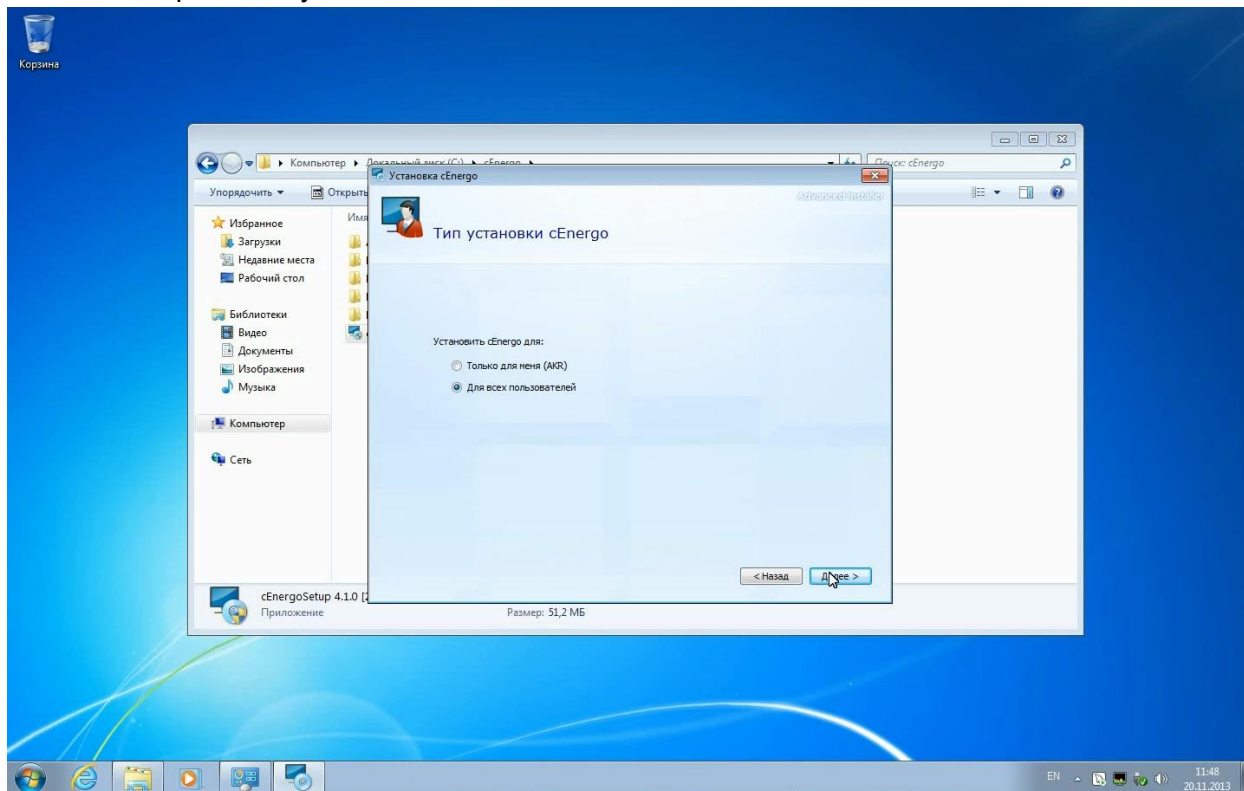 Корзина
Компьютер
Локальный диск (C:)
cEnergo
Поиск: cEnergo
Установка cEnergo
Упорядочить
Advanced Installer
Тип установки cEnergo
Избранное
Загрузки
Недавние места
Рабочий стол
Библиотеки
Видео
Документы
Изображения
Музыка
Компьютер
Сеть
Установить cEnergo для:
Только для меня (AKR)
Для всех пользователей
< Назад
Далее >
cEnergoSetup 4.1.0
Приложение
Размер: 51,2 МБ
EN
11:48
20.11.2013